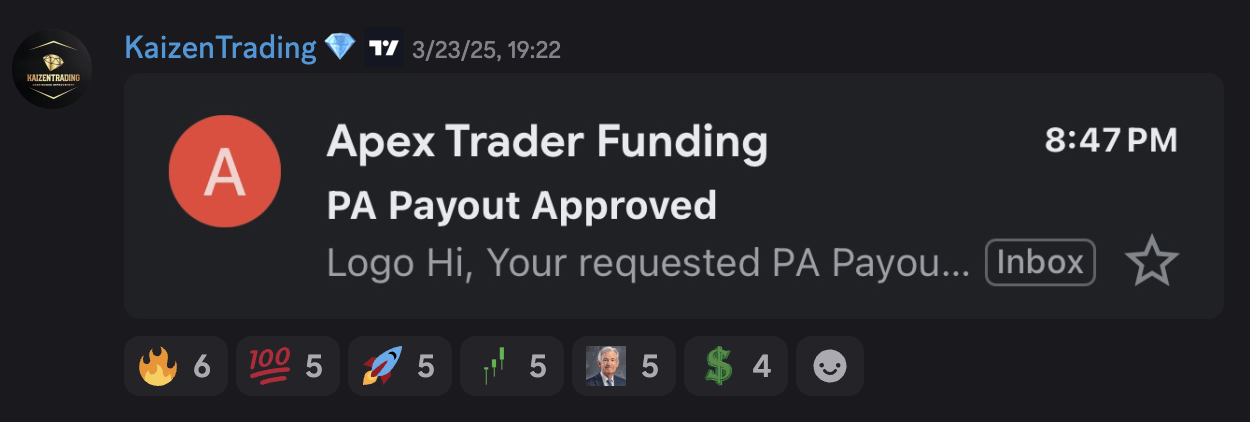 KaizenTrading 💎 TV 3/23/25, 19:22
KAIZENTRADING
A
Apex Trader Funding 8:47 PM
PA Payout Approved
Logo Hi, Your requested PA Payou... Inbox
6 100 5 5 5 5 $ 4